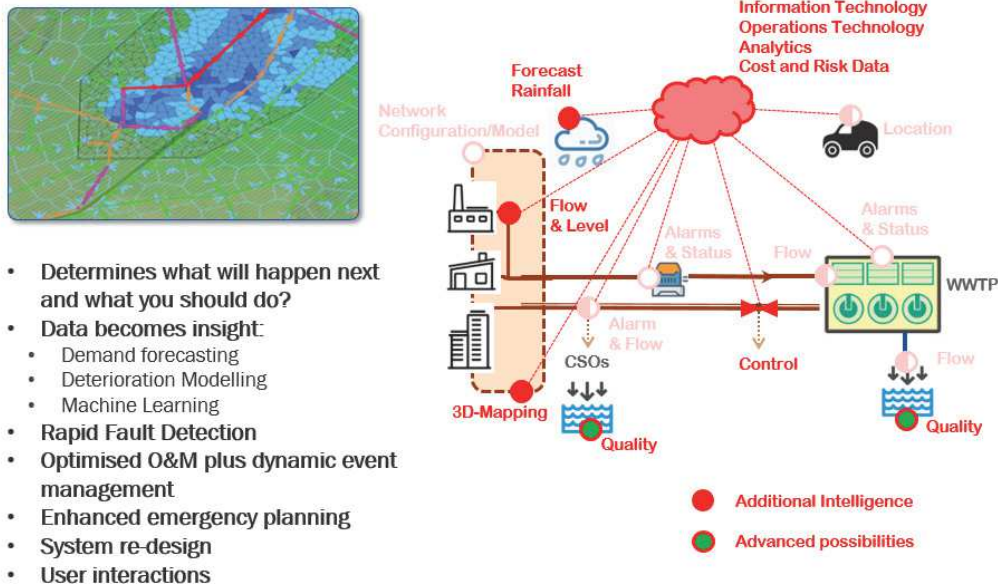 Information Technology
Operations Technology
Analytics
Cost and Risk Data
Forecast
Rainfall
Network
Configuration/Model
Location
Flow
& Level
Alarms
& Status
Flow
Alarms
& Status
WWTP
Alarm
& Flow
CSOs
Control
Flow
3D-Mapping
Quality
Quality
• Determines what will happen next
and what you should do?
• Data becomes insight:
• Demand forecasting
• Deterioration Modelling
• Machine Learning
• Rapid Fault Detection
• Optimised O&M plus dynamic event
management
• Enhanced emergency planning
• System re-design
• User interactions
Additional Intelligence
Advanced possibilities